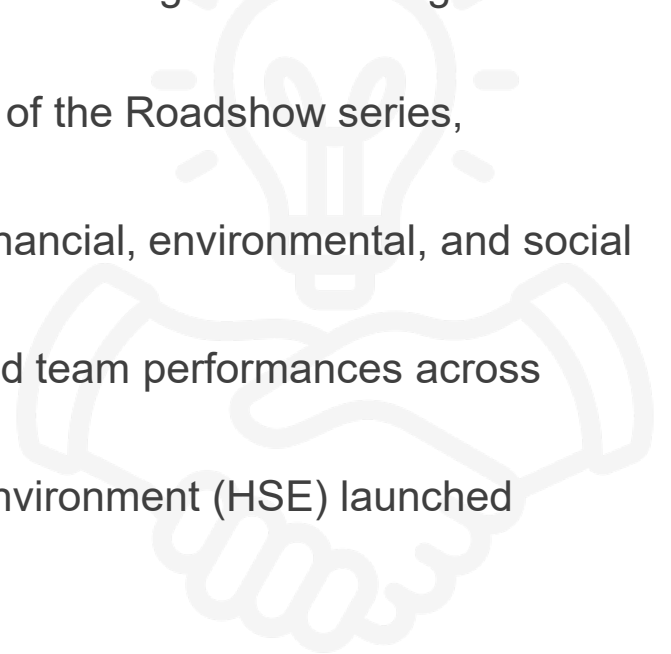 of the Roadshow series,
nancial, environmental, and social
d team performances across
nvironment (HSE) launched